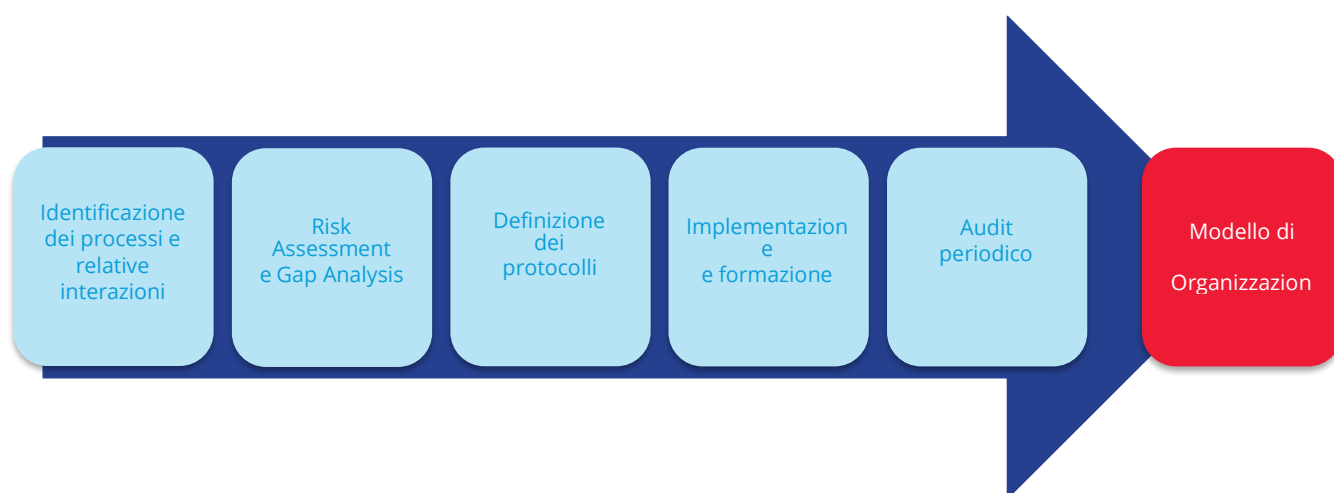 Identificazione
dei processi e
relative
interazioni
Risk
Assessment
e Gap Analysis
Definizione
dei
protocolli
Implementazion
e
e formazione
Audit
periodico
Modello di
Organizzazion